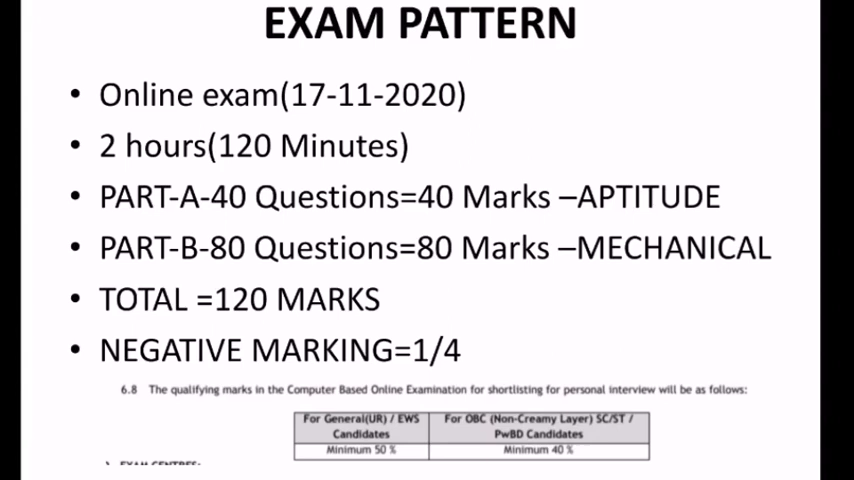 EXAM PATTERN
• Online exam(17-11-2020)
• 2 hours(120 Minutes)
• PART-A-40 Questions=40 Marks –APTITUDE
• PART-B-80 Questions=80 Marks –MECHANICAL
• TOTAL =120 MARKS
• NEGATIVE MARKING=1/4
6.8 The qualifying marks in the Computer Based Online Examination for shortlisting for personal interview will be as follows:
For General(UR) / EWS Candidates
For OBC (Non-Creamy Layer) SC/ST / PwBD Candidates
Minimum 50 %
Minimum 40 %
EXAM CENTRES: